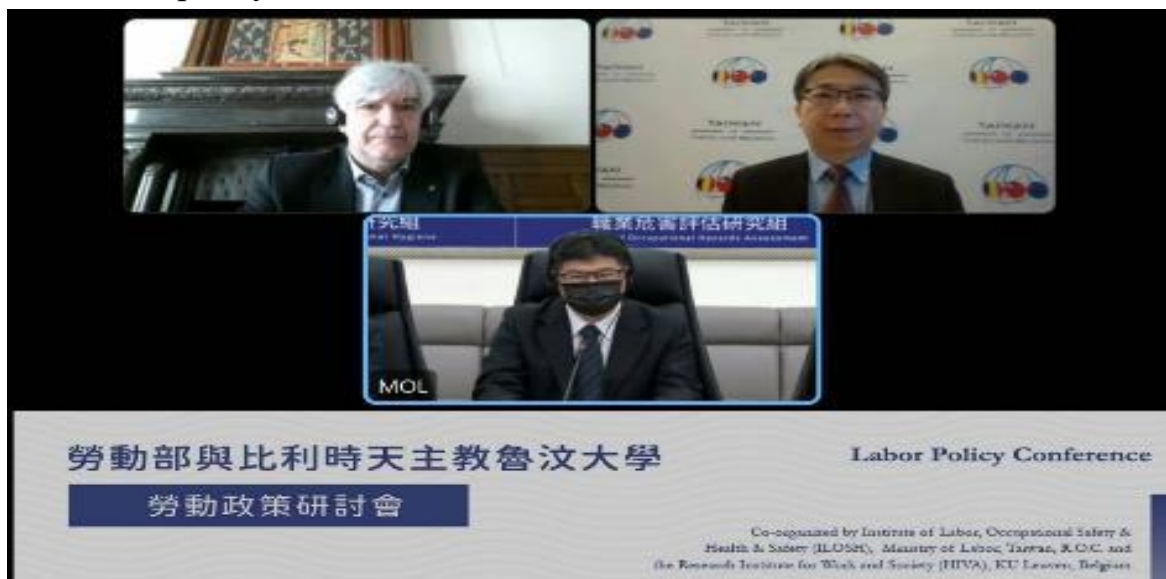 Taiwan
究組
職業危害評估研究組
Occupational Hazards Assessment
MOL
勞動部與比利時天主教魯汶大學
Labor Policy Conference
勞動政策研討會
Co-organized by Institute of Labor, Occupational Safety &
Health & Safety (ILOSH), Ministry of Labor, Taiwan, R.O.C. and
the Research Institute for Work and Society (HIVA), KU Leuven, Belgium